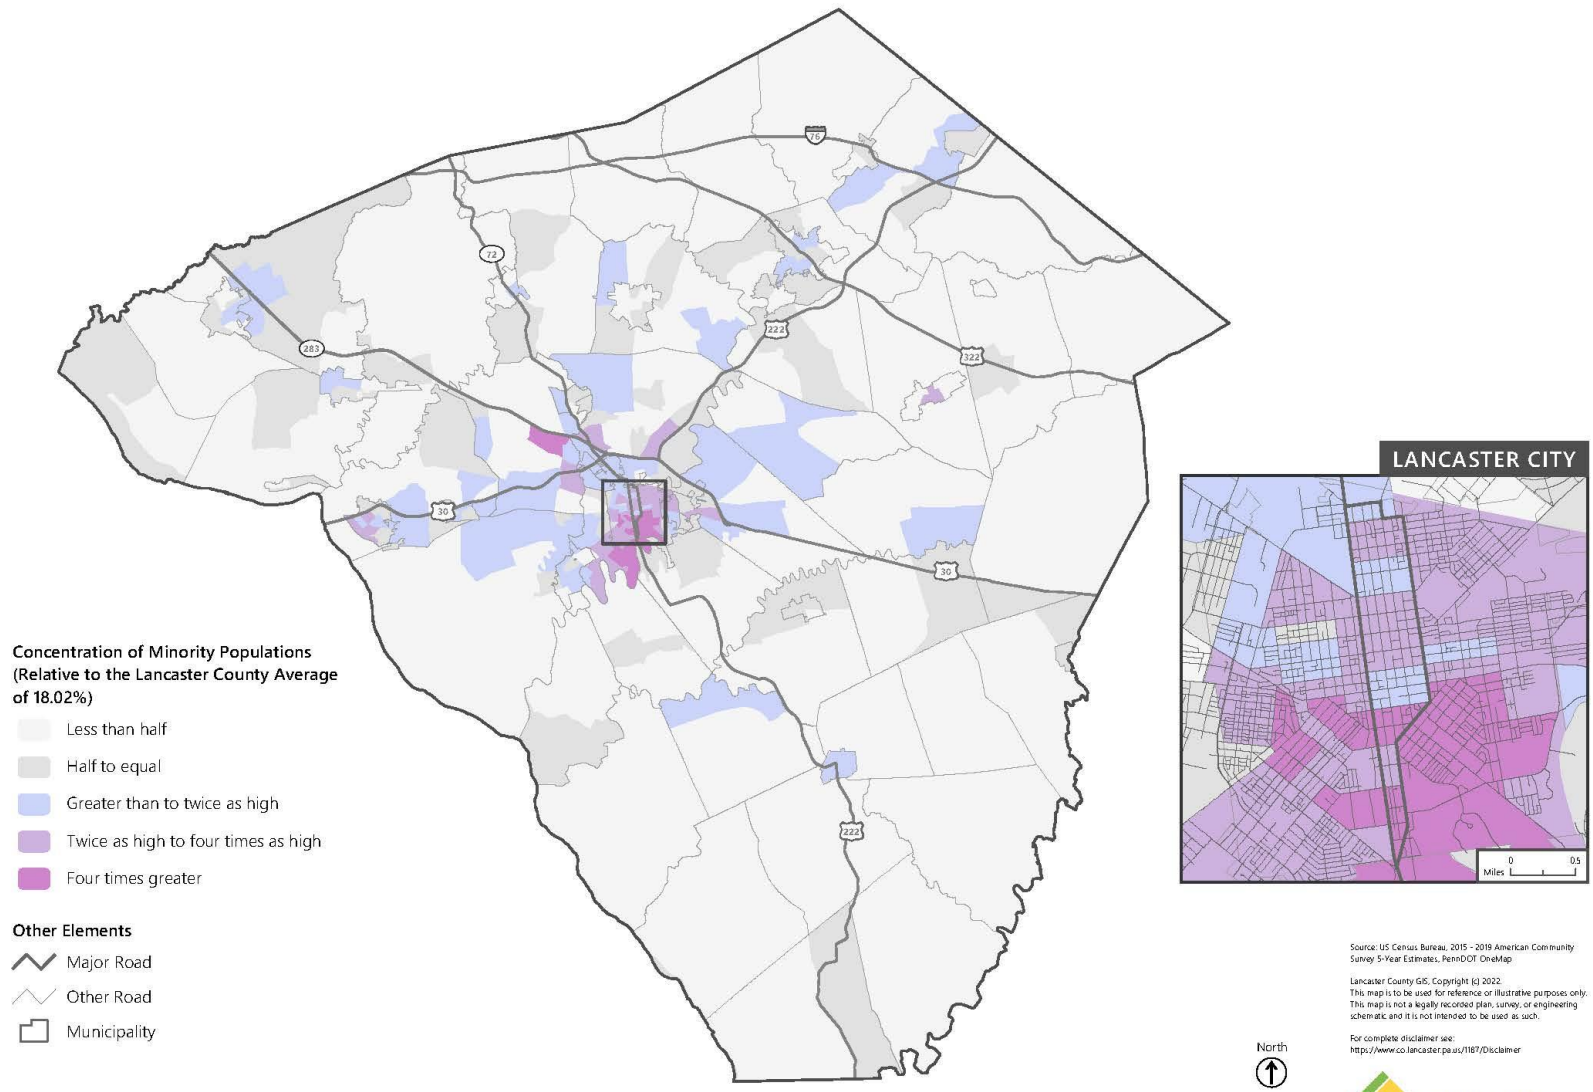 76
72
283
222
322
30
30
222
LANCASTER CITY
0 0.5
Miles
Concentration of Minority Populations
(Relative to the Lancaster County Average
of 18.02%)
Less than half
Half to equal
Greater than to twice as high
Twice as high to four times as high
Four times greater
Other Elements
Major Road
Other Road
Municipality
Source: US Census Bureau, 2015 - 2019 American Community
Survey 5-Year Estimates, PennDOT OneMap
Lancaster County GIS, Copyright (c) 2022.
This map is to be used for reference or illustrative purposes only.
This map is not a legally recorded plan, survey, or engineering
schematic and it is not intended to be used as such.
For complete disclaimer see:
https://www.co.lancaster.pa.us/1187/Disclaimer
North